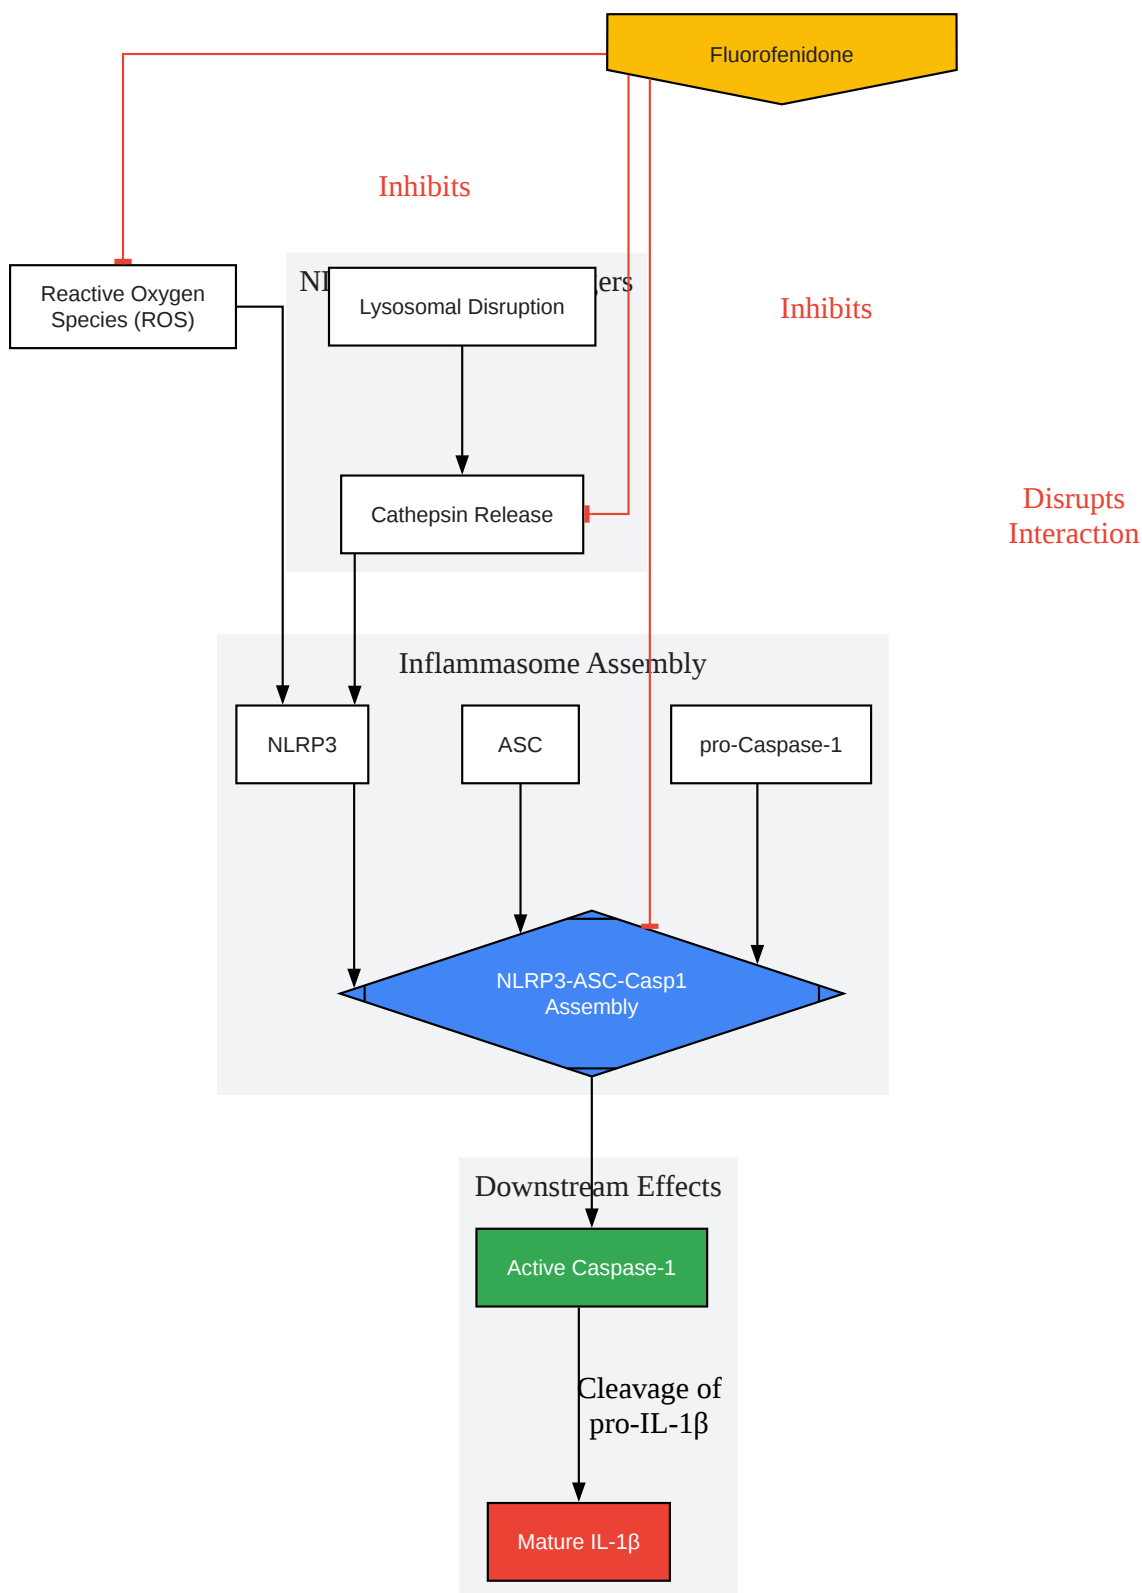 Fluorofenidone
Inhibits
Reactive Oxygen
Species (ROS)
Lysosomal Disruption
Inhibits
Cathepsin Release
Disrupts
Interaction
Inflammasome Assembly
NLRP3
ASC
pro-Caspase-1
NLRP3-ASC-Casp1
Assembly
Downstream Effects
Active Caspase-1
Cleavage of
pro-IL-1β
Mature IL-1β